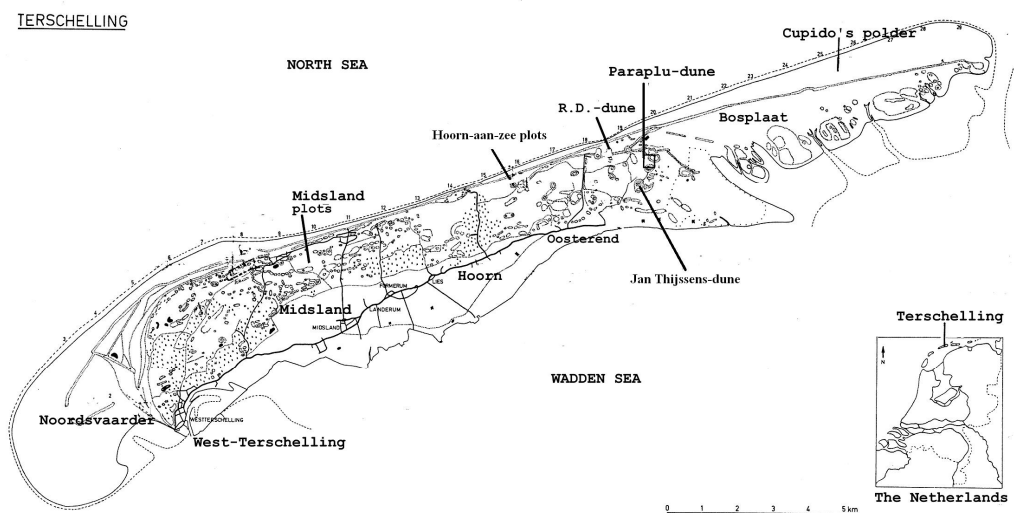 TERSCHELLING
NORTH SEA
Cupido's polder
Paraplu-dune
R.D.-dune
Bosplaat
Hoorn-aan-zee plots
Midsland
plots
Oosterend
Hoorn
Jan Thijssens-dune
LIES
FORMERUM
Midsland
LANDERUM
MIDSLAND
Terschelling
N
WADDEN SEA
Noordsvaarder
WESTTERSCHELLING
West-Terschelling
The Netherlands
0 1 2 3 4 5 km